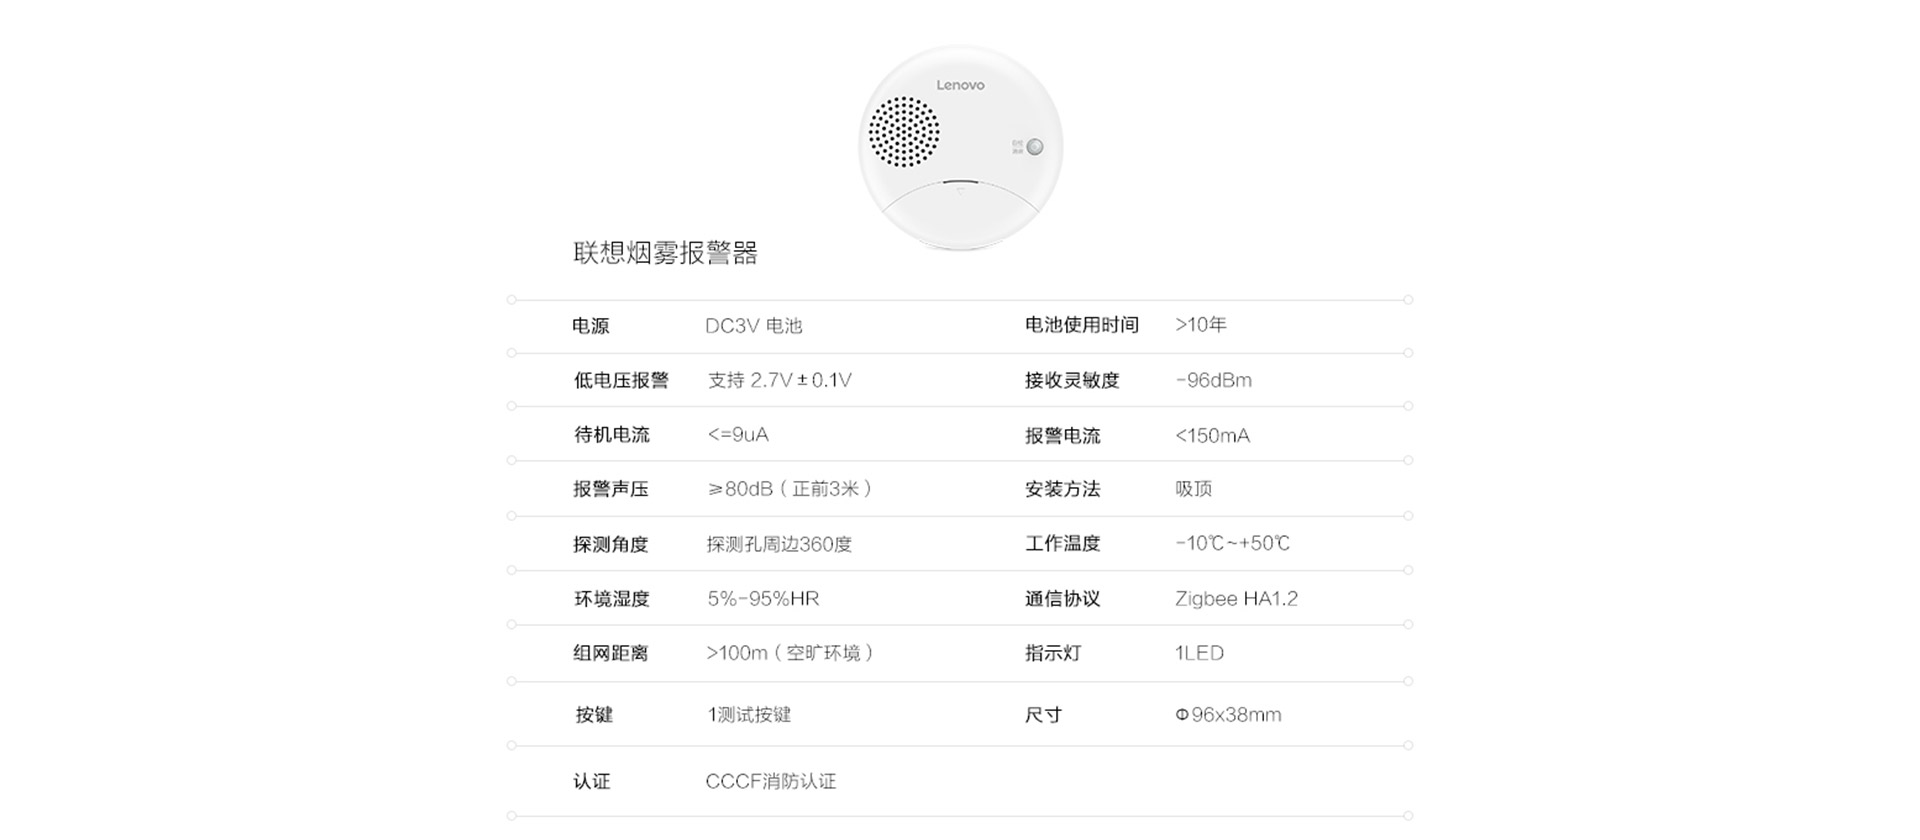 Lenovo
联想烟雾报警器
电源 DC3V 电池 电池使用时间 >10年
低电压报警 支持 2.7V±0.1V 接收灵敏度 -96dBm
待机电流 <=9uA 报警电流 <150mA
报警声压 ≥80dB（正前3米） 安装方法 吸顶
探测角度 探测孔周边360度 工作温度 -10℃~+50℃
环境湿度 5%-95%HR 通信协议 Zigbee HA1.2
组网距离 >100m（空旷环境） 指示灯 1LED
按键 1测试按键 尺寸 Φ96x38mm
认证 CCCF消防认证